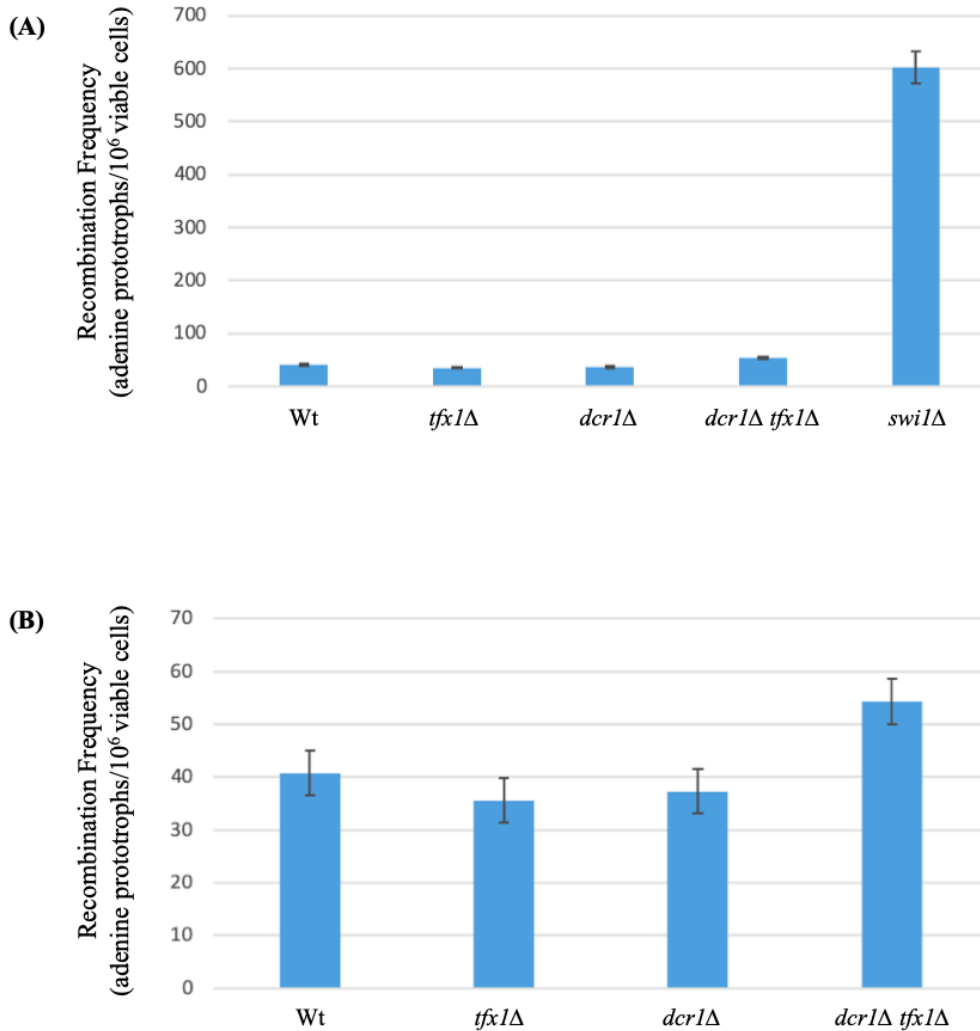 (A)
Recombination Frequency
(adenine prototrophs/10⁶ viable cells)
700
600
500
400
300
200
100
0
Wt
tfx1Δ
dcr1Δ
dcr1Δ tfx1Δ
swi1Δ
(B)
Recombination Frequency
(adenine prototrophs/10⁶ viable cells)
70
60
50
40
30
20
10
0
Wt
tfx1Δ
dcr1Δ
dcr1Δ tfx1Δ